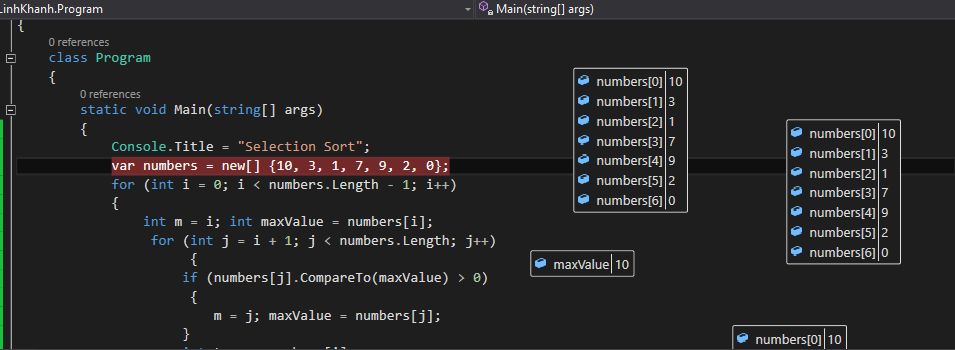 LinhKhanh.Program
Main(string[] args)
{
0 references
class Program
{
0 references
static void Main(string[] args)
{
Console.Title = "Selection Sort";
var numbers = new[] {10, 3, 1, 7, 9, 2, 0};
for (int i = 0; i < numbers.Length - 1; i++)
{
int m = i; int maxValue = numbers[i];
for (int j = i + 1; j < numbers.Length; j++)
{
if (numbers[j].CompareTo(maxValue) > 0)
{
m = j; maxValue = numbers[j];
}
numbers[0] 10
numbers[1] 3
numbers[2] 1
numbers[3] 7
numbers[4] 9
numbers[5] 2
numbers[6] 0
maxValue 10
numbers[0] 10
numbers[1] 3
numbers[2] 1
numbers[3] 7
numbers[4] 9
numbers[5] 2
numbers[6] 0
numbers[0] 10